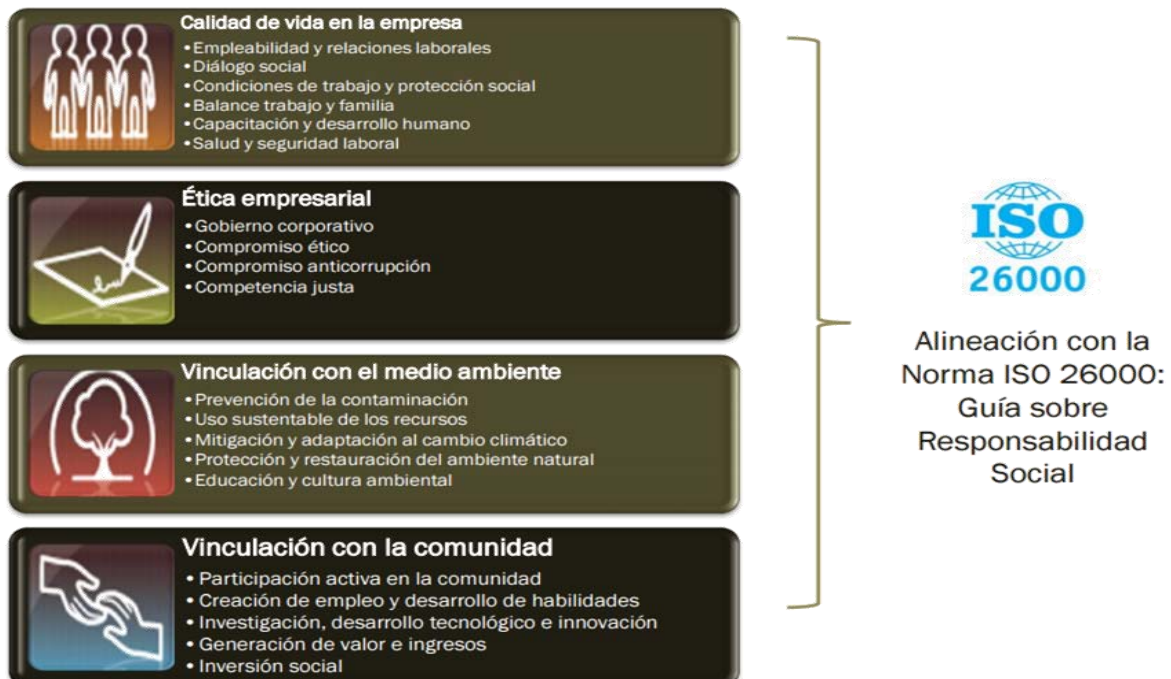 Calidad de vida en la empresa
•Empleabilidad y relaciones laborales
•Diálogo social
•Condiciones de trabajo y protección social
•Balance trabajo y familia
•Capacitación y desarrollo humano
•Salud y seguridad laboral
Ética empresarial
•Gobierno corporativo
•Compromiso ético
•Compromiso anticorrupción
•Competencia justa
Vinculación con el medio ambiente
•Prevención de la contaminación
•Uso sustentable de los recursos
•Mitigación y adaptación al cambio climático
•Protección y restauración del ambiente natural
•Educación y cultura ambiental
Vinculación con la comunidad
• Participación activa en la comunidad
• Creación de empleo y desarrollo de habilidades
• Investigación, desarrollo tecnológico e innovación
• Generación de valor e ingresos
• Inversión social
ISO
26000
Alineación con la
Norma ISO 26000:
Guía sobre
Responsabilidad
Social